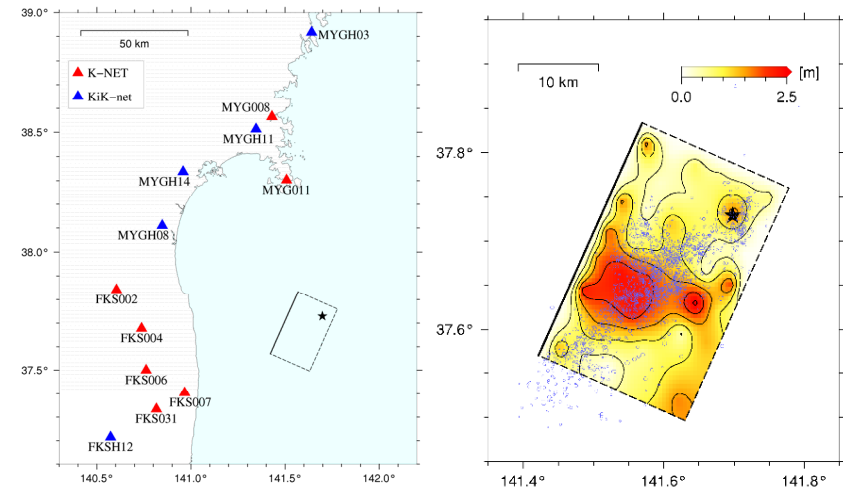 39.0°
50 km
MYGH03
K-NET
KiK-net
MYG008
38.5°
MYGH11
MYGH14
MYG011
MYGH08
38.0°
FKS002
FKS004
37.5°
FKS006
FKS007
FKS031
FKSH12
140.5°
141.0°
141.5°
142.0°
10 km
[m]
0.0
2.5
37.8°
37.6°
141.4°
141.6°
141.8°